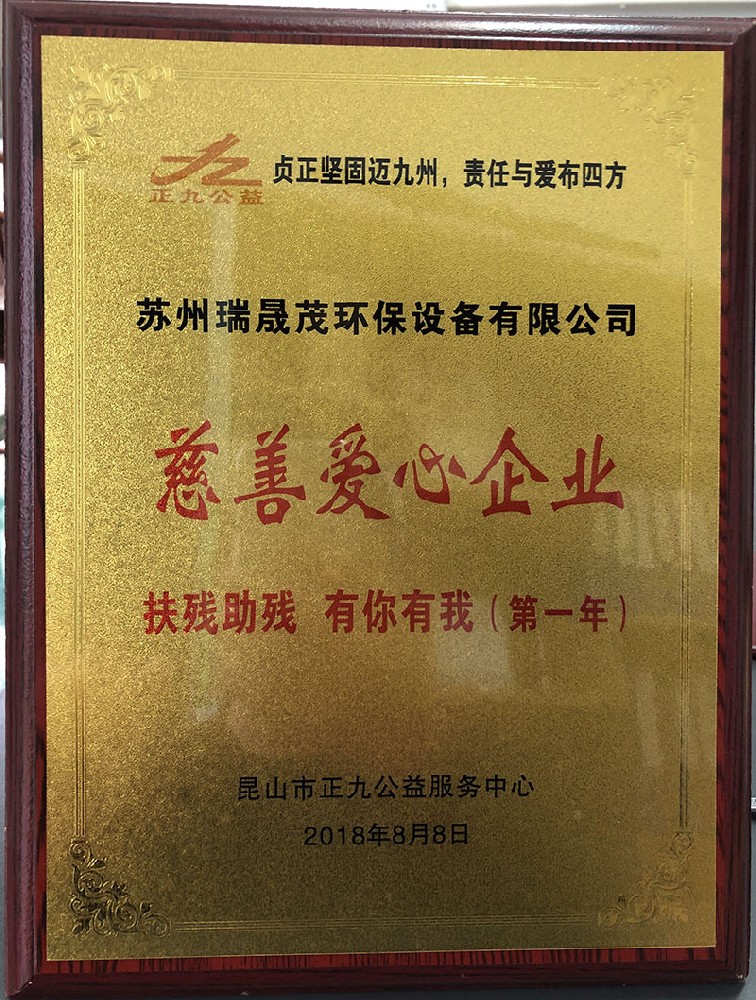 正九公益
贞正坚固迈九州，责任与爱布四方
苏州瑞晟茂环保设备有限公司
慈善爱心企业
扶残助残 有你有我（第一年）
昆山市正九公益服务中心
2018年8月8日